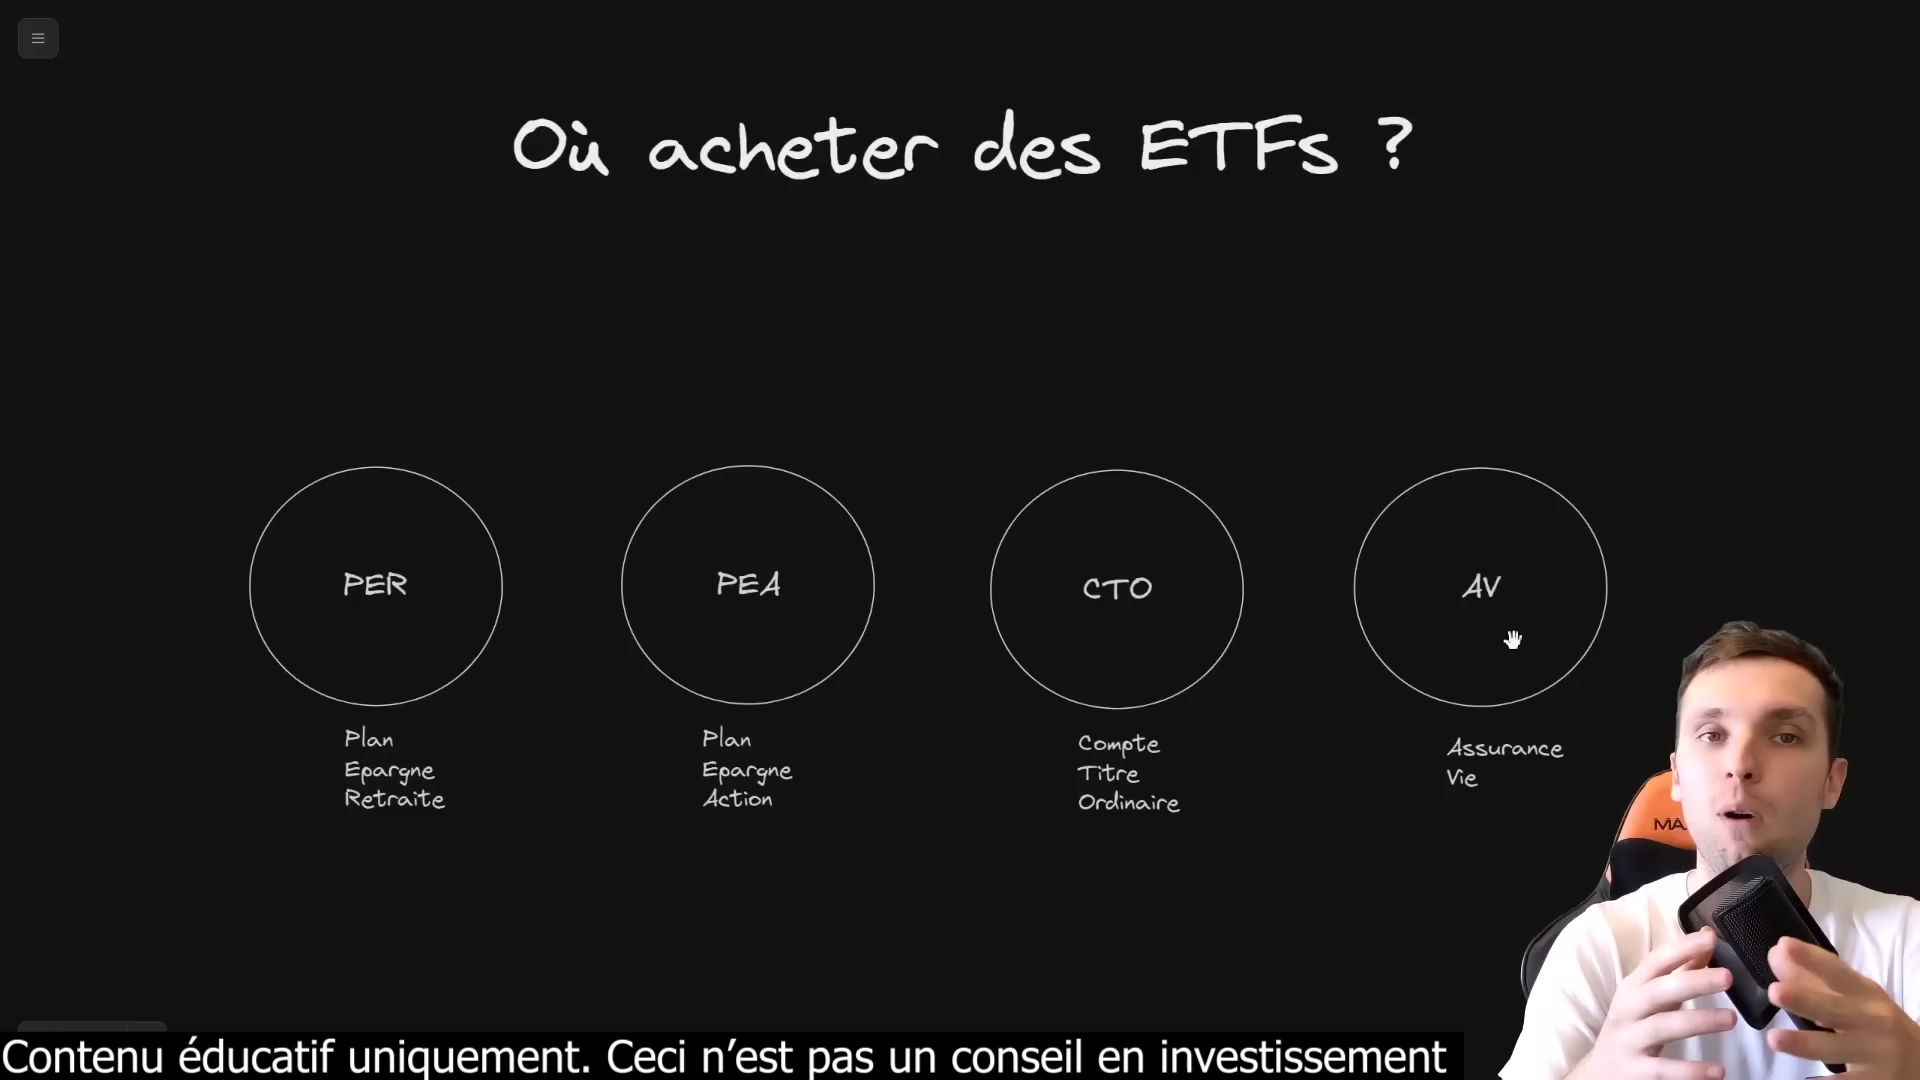 Où acheter des ETFs ?
PER
PEA
CTO
AV
Plan
Epargne
Retraite
Plan
Epargne
Action
Compte
Titre
Ordinaire
Assurance
Vie
MA
Contenu éducatif uniquement. Ceci n’est pas un conseil en investissement